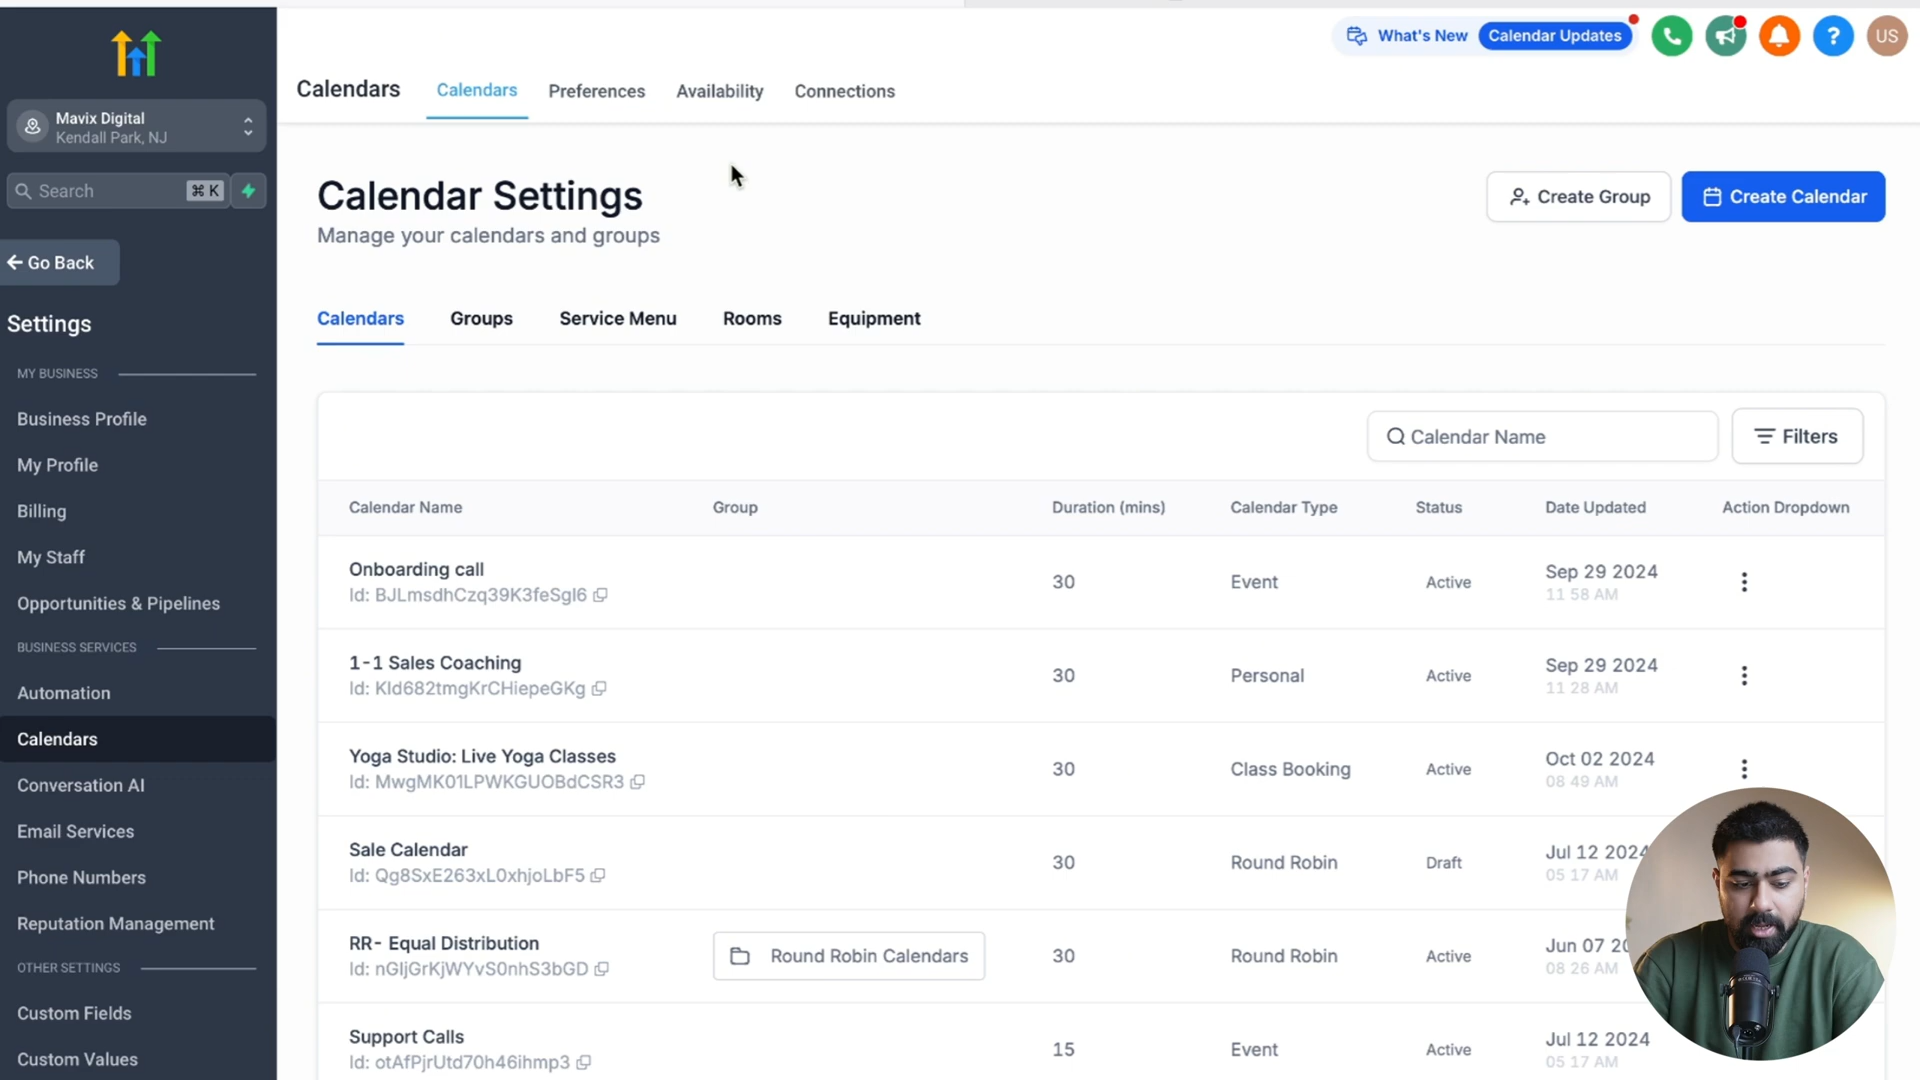 What's New
Calendar Updates
US
Calendars
Calendars
Preferences
Availability
Connections
Mavix Digital
Kendall Park, NJ
Search
⌘ K
Go Back
Settings
MY BUSINESS
Business Profile
My Profile
Billing
My Staff
Opportunities & Pipelines
BUSINESS SERVICES
Automation
Calendars
Conversation AI
Email Services
Phone Numbers
Reputation Management
OTHER SETTINGS
Custom Fields
Custom Values
Calendar Settings
Manage your calendars and groups
Create Group
Create Calendar
Calendars
Groups
Service Menu
Rooms
Equipment
Calendar Name
Filters
Calendar Name Group Duration (mins) Calendar Type Status Date Updated Action Dropdown
Onboarding call 30 Event Active Sep 29 2024
Id: BJLmsdhCzq39K3feSgI6 11 58 AM
1-1 Sales Coaching 30 Personal Active Sep 29 2024
Id: KId682tmgKrCHiepeGKg 11 28 AM
Yoga Studio: Live Yoga Classes 30 Class Booking Active Oct 02 2024
Id: MwgMK01LPWKGUOBdCSR3 08 49 AM
Sale Calendar 30 Round Robin Draft Jul 12 2024
Id: Qg8SxE263xL0xhjoLbF5 05 17 AM
RR- Equal Distribution Round Robin Calendars 30 Round Robin Active Jun 07
Id: nGIjGrKjWYvS0nhS3bGD 08 26 AM
Support Calls 15 Event Active Jul 12 2024
Id: otAfPjrUtd70h46ihmp3 05 17 AM